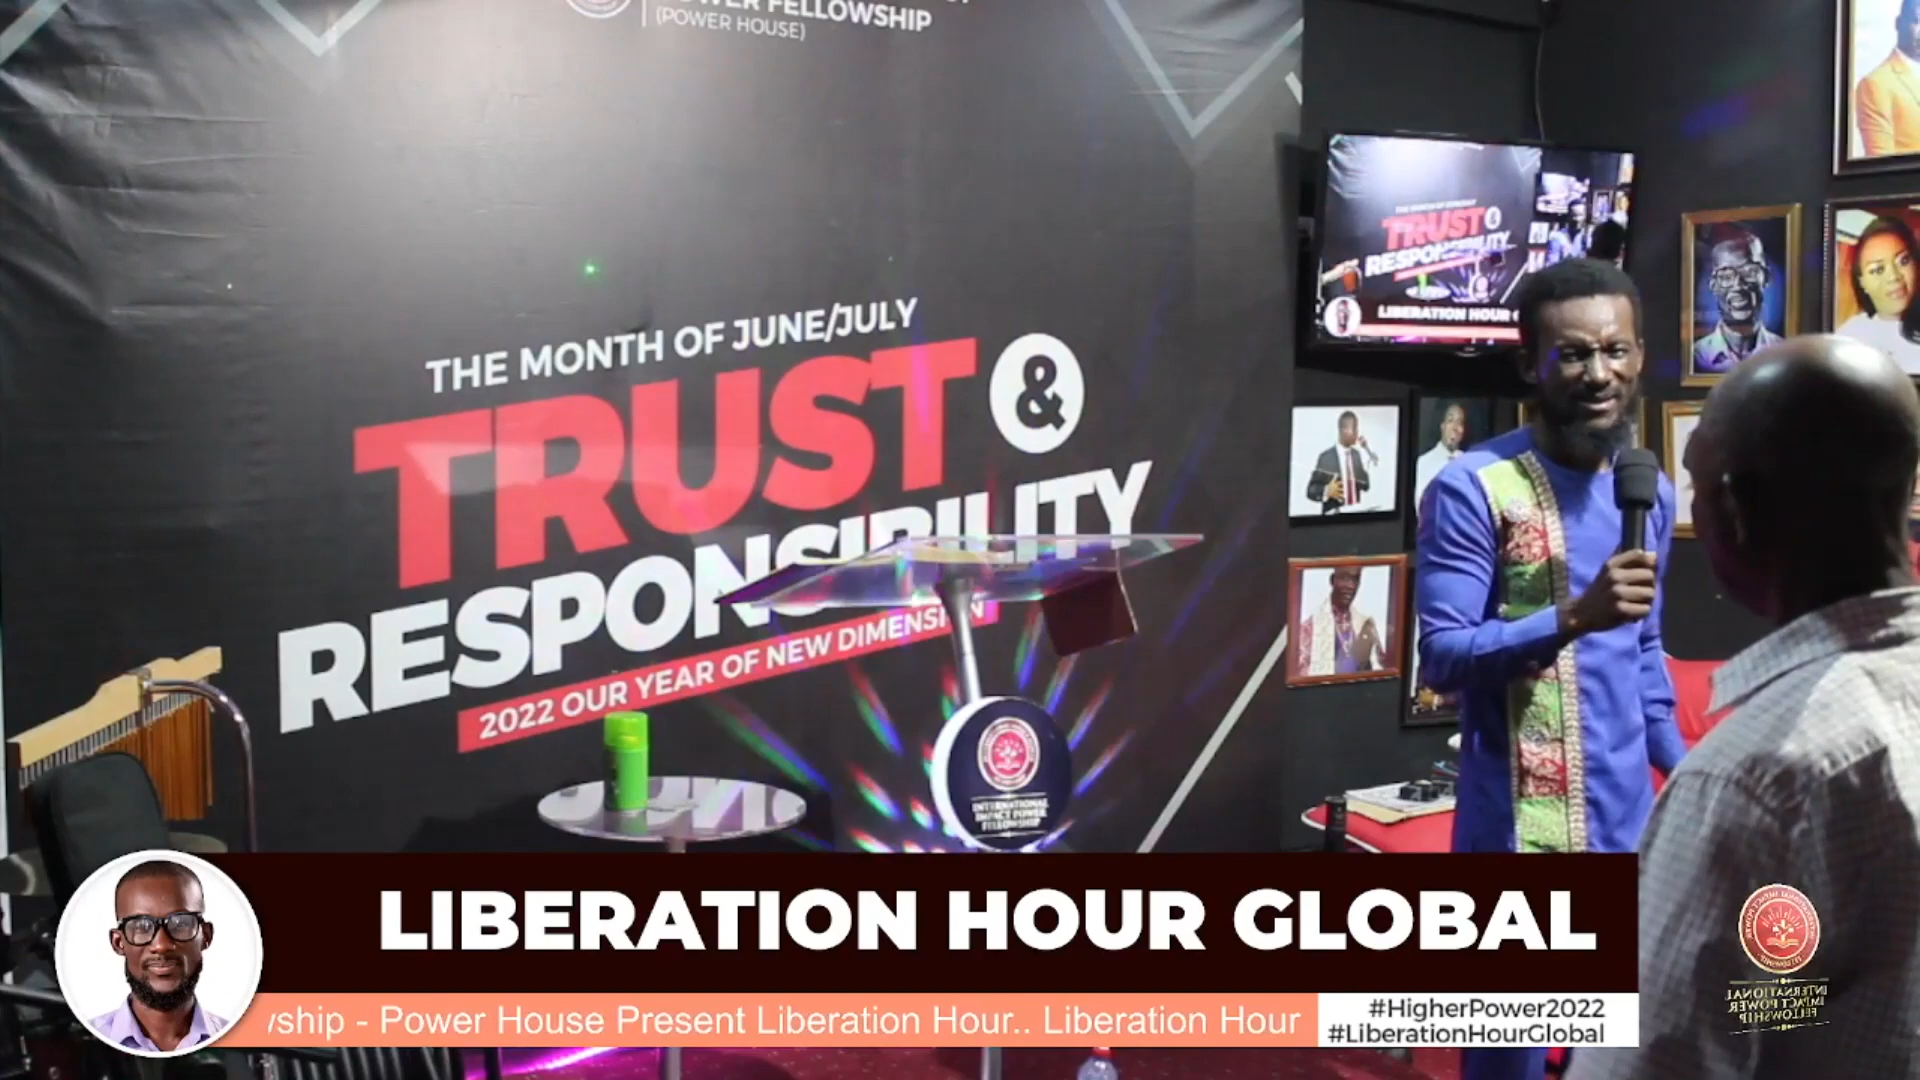 POWER FELLOWSHIP
(POWER HOUSE)
THE MONTH OF JUNE/JULY
TRUST &
RESPONSIBILITY
2022 OUR YEAR OF NEW DIMENSION
TRUST &
RESPONSIBILITY
LIBERATION HOUR
INTERNATIONAL
IMPACT POWER
FELLOWSHIP
LIBERATION HOUR GLOBAL
- Power House Present Liberation Hour.. Liberation Hour
#HigherPower2022
#LiberationHourGlobal
INTERNATIONAL
IMPACT POWER
FELLOWSHIP